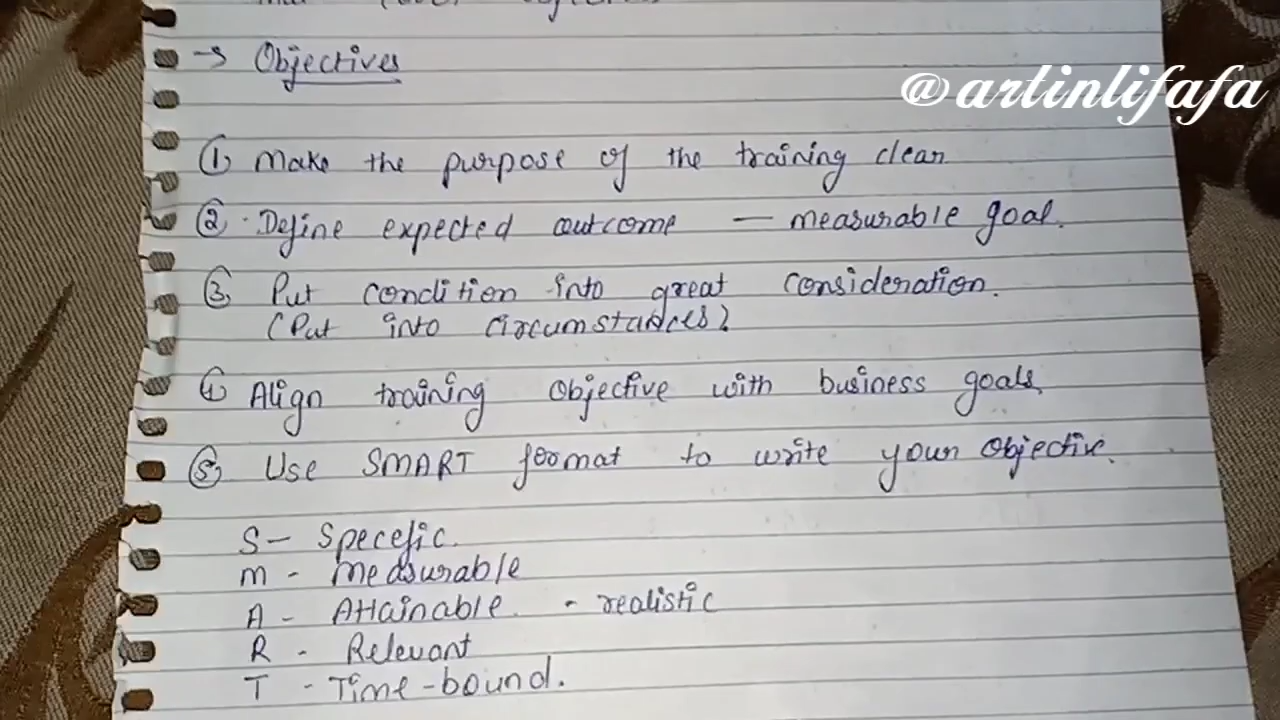 → Objectives
@artinlifafa
① Make the purpose of the training clear
② Define expected outcome — measurable goal.
③ Put condition into great consideration.
(Put into circumstances)
④ Align training objective with business goals
⑤ Use SMART format to write your objective.
S - Specefic.
M - Measurable
A - Attainable. - realistic
R - Relevant
T - Time-bound.